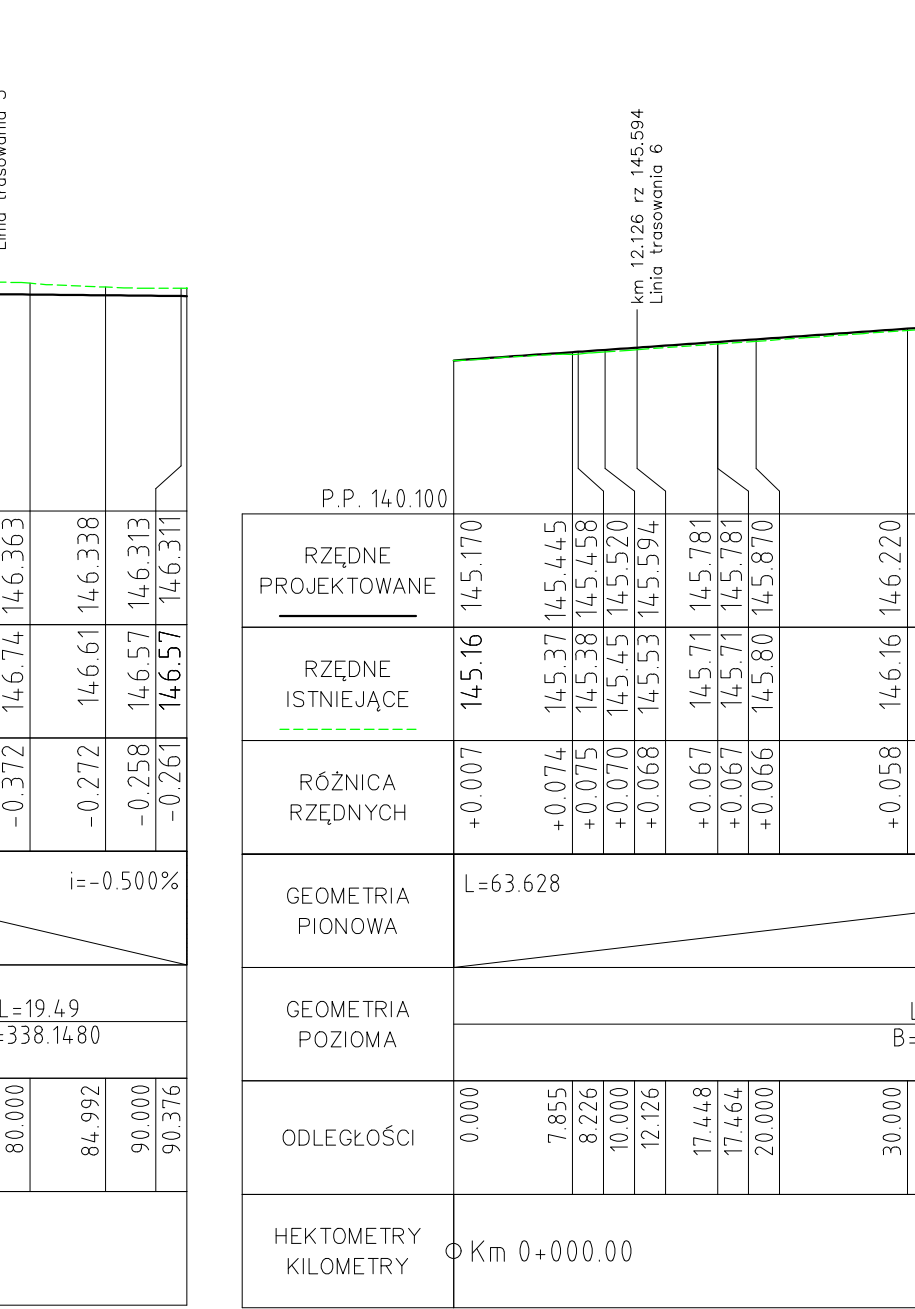 Linia trasowania
146.363
146.338
146.313
146.311
146.74
146.61
146.57
146.57
-0.372
-0.272
-0.258
-0.261
i=-0.500%
L=19.49
=338.1480
80.000
84.992
90.000
90.376
km 12.126 rz 145.594
Linia trasowania 6
P.P. 140.100
RZĘDNE
PROJEKTOWANE
145.170
145.445
145.458
145.520
145.594
145.781
145.781
145.870
146.220
RZĘDNE
ISTNIEJĄCE
145.16
145.37
145.38
145.45
145.53
145.71
145.71
145.80
146.16
RÓŻNICA
RZĘDNYCH
+0.007
+0.074
+0.075
+0.070
+0.068
+0.067
+0.067
+0.066
+0.058
GEOMETRIA
PIONOWA
L=63.628
GEOMETRIA
POZIOMA
L
B=
ODLEGŁOŚCI
0.000
7.855
8.226
10.000
12.126
17.448
17.464
20.000
30.000
HEKTOMETRY
KILOMETRY
Km 0+000.00